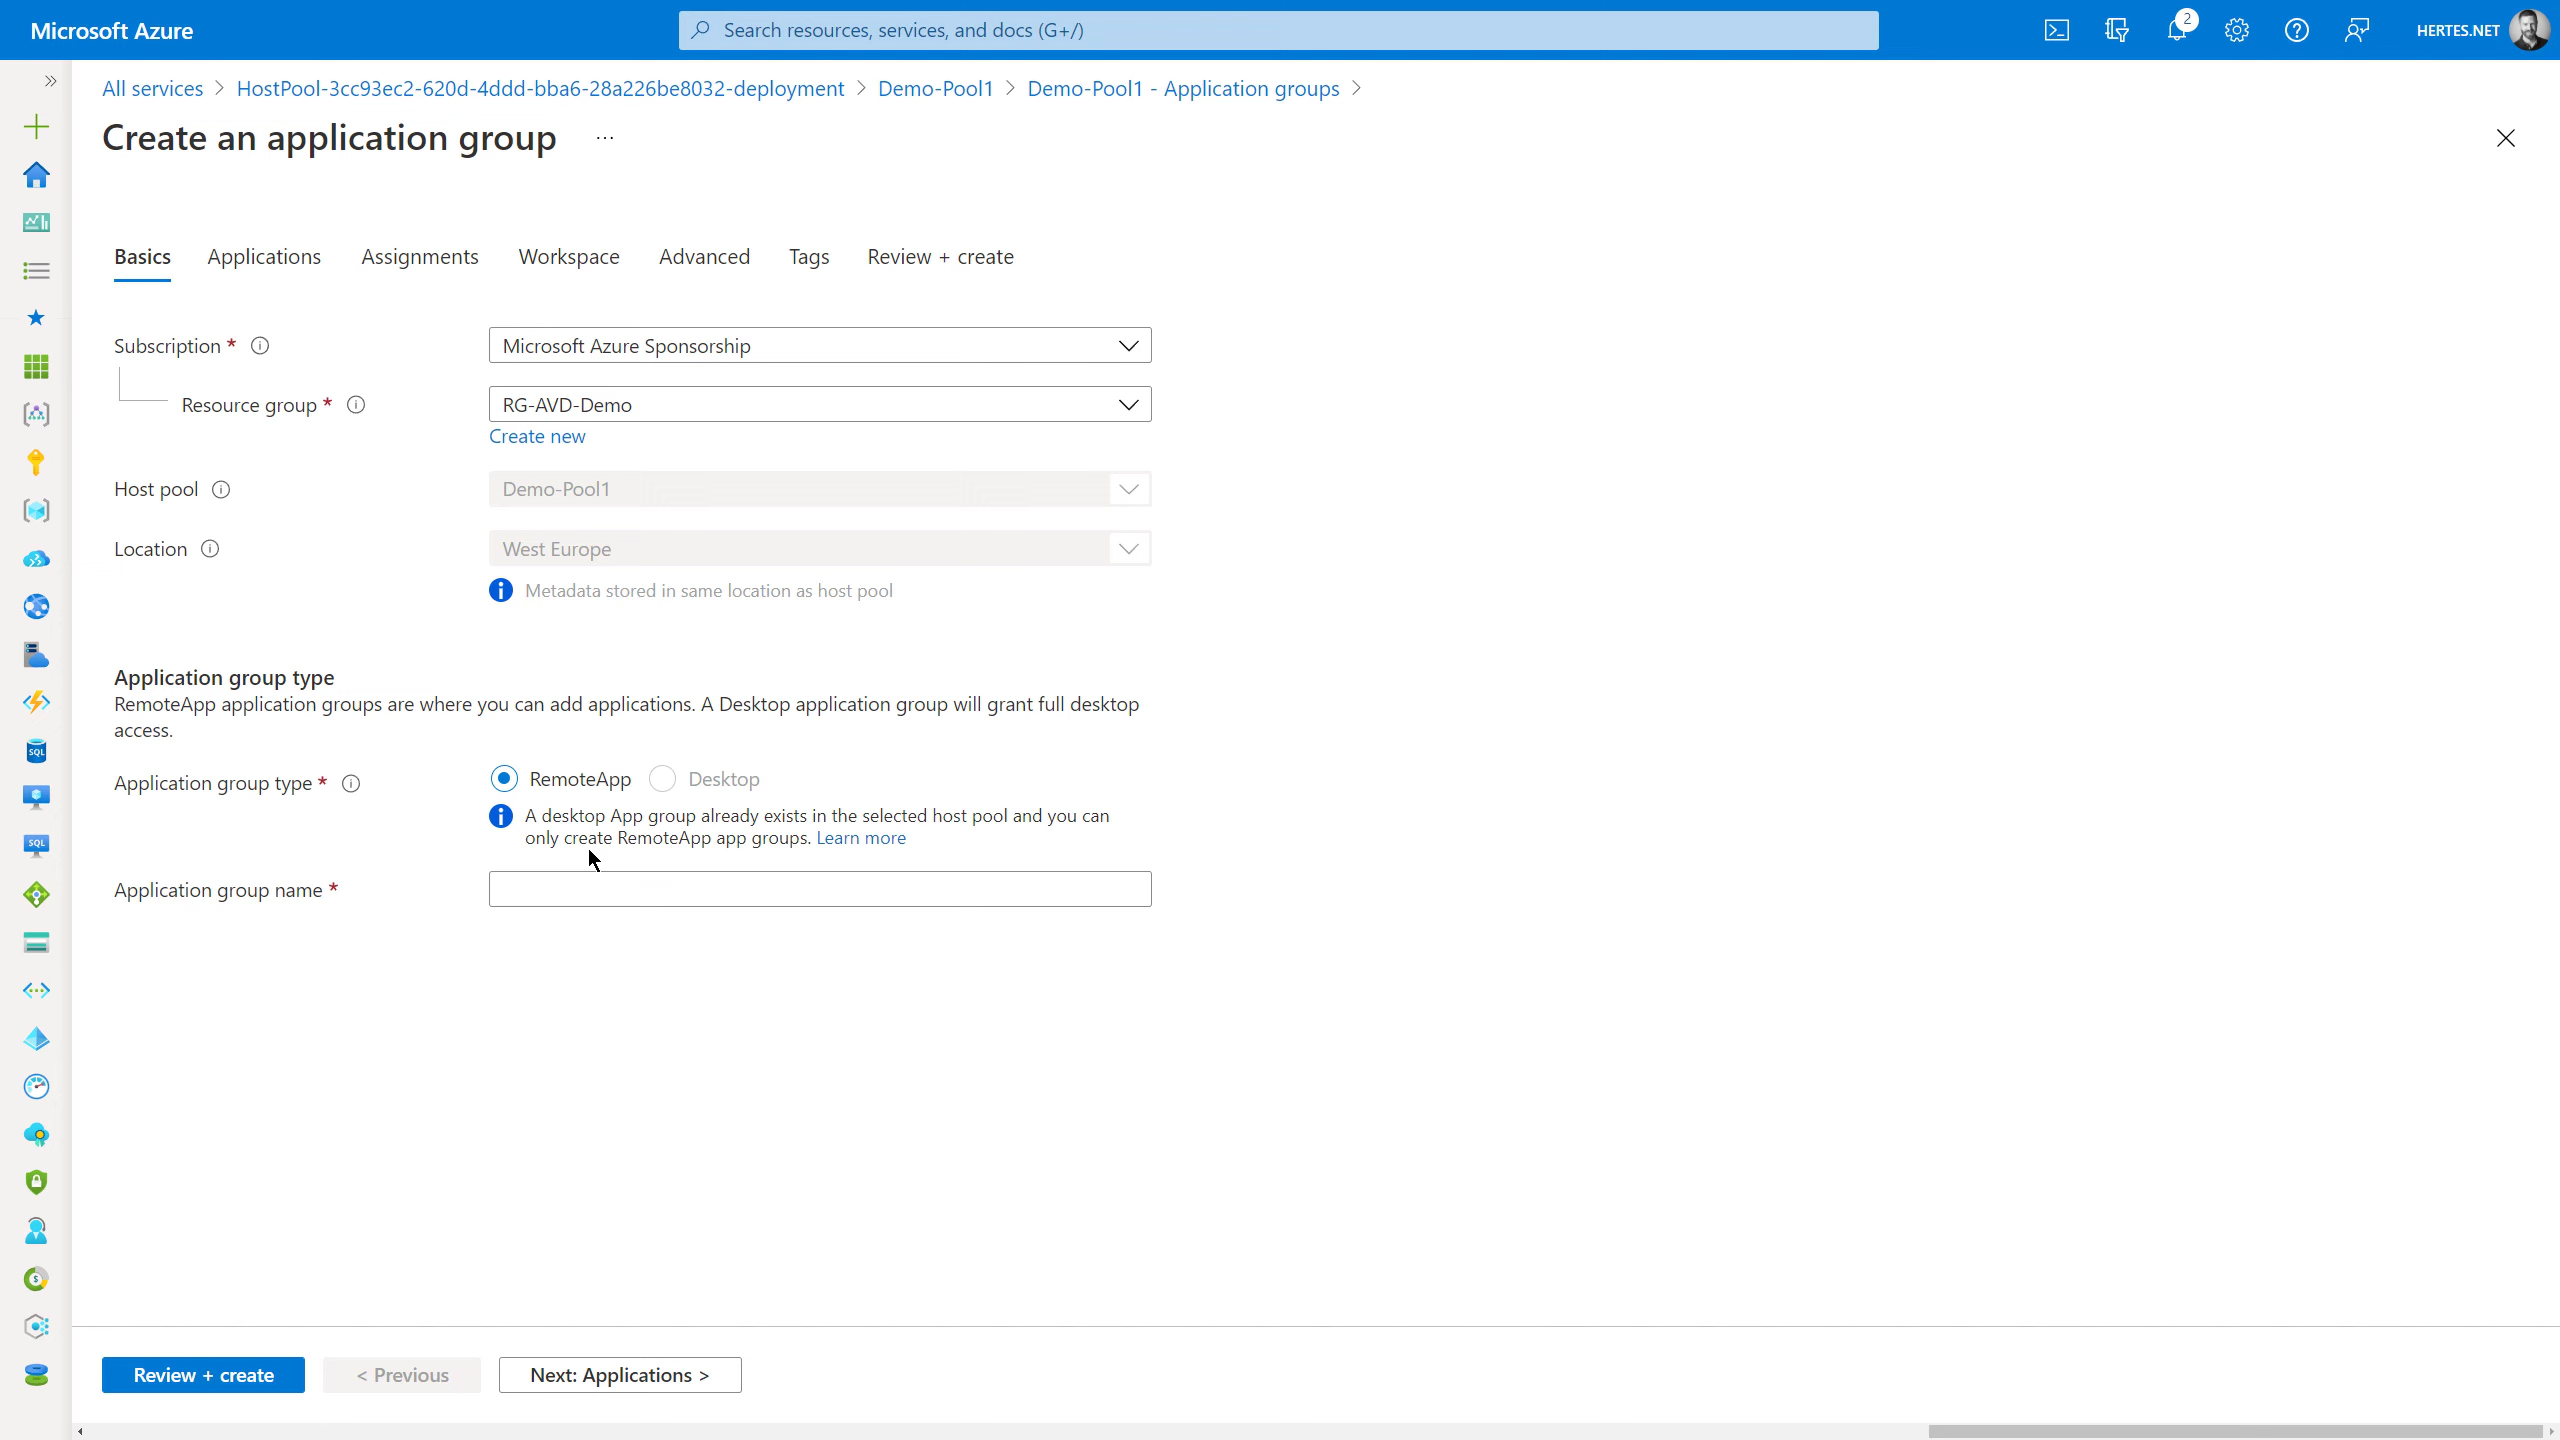 Microsoft Azure
Search resources, services, and docs (G+/)
2
HERTES.NET
All services > HostPool-3cc93ec2-620d-4ddd-bba6-28a226be8032-deployment > Demo-Pool1 > Demo-Pool1 - Application groups >
Create an application group ...
Basics Applications Assignments Workspace Advanced Tags Review + create
Subscription * Microsoft Azure Sponsorship
Resource group * RG-AVD-Demo
Create new
Host pool Demo-Pool1
Location West Europe
Metadata stored in same location as host pool
Application group type
RemoteApp application groups are where you can add applications. A Desktop application group will grant full desktop
access.
Application group type * RemoteApp Desktop
A desktop App group already exists in the selected host pool and you can
only create RemoteApp app groups. Learn more
Application group name *
Review + create < Previous Next: Applications >